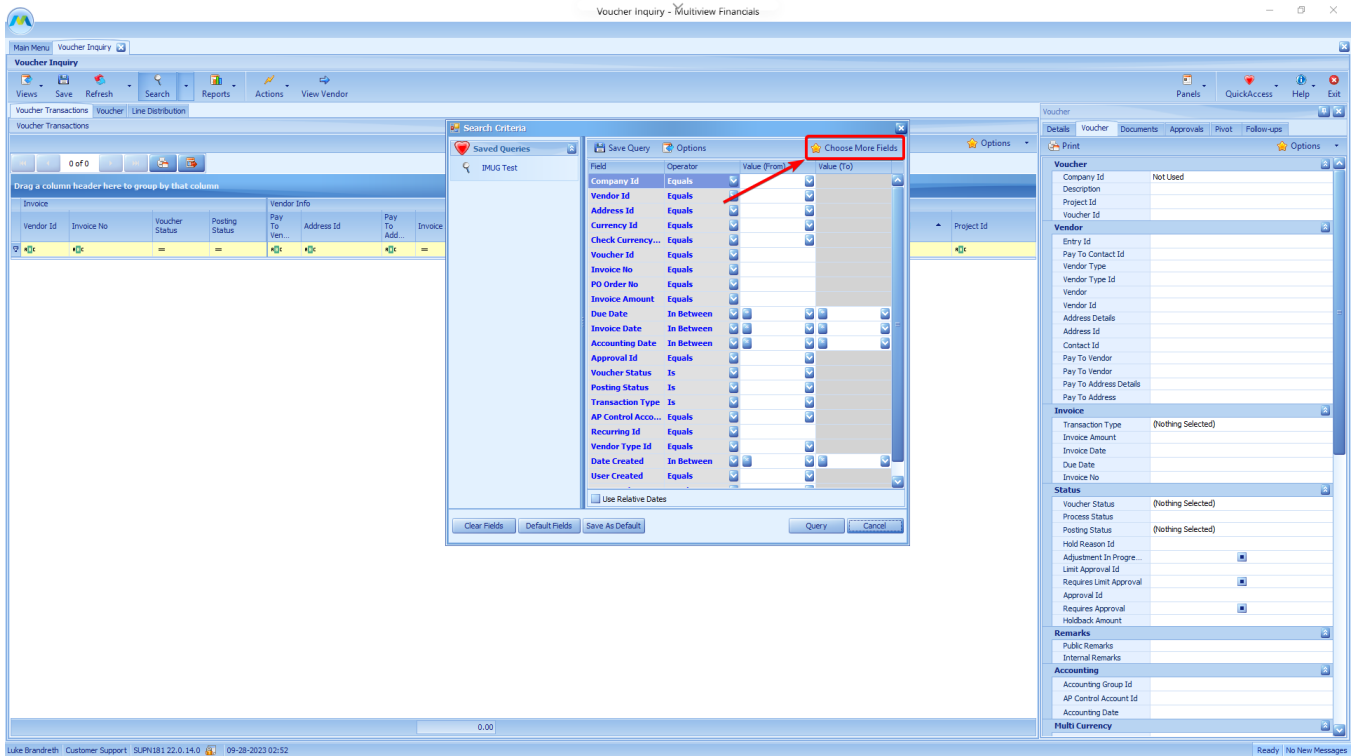 Voucher Inquiry - Multiview Financials
Main Menu Voucher Inquiry
Voucher Inquiry
Views Save Refresh Search Reports Actions View Vendor Panels QuickAccess Help Exit
Voucher Transactions Voucher Line Distribution
Voucher Transactions
Options
0 of 0
Drag a column header here to group by that column
Invoice Vendor Info
Vendor Id Invoice No Voucher Status Posting Status Pay To Ven... Address Id Pay To Add... Invoice Project Id
= = =
0.00
Search Criteria
Saved Queries
IMUG Test
Save Query Options Choose More Fields
Field Operator Value (From) Value (To)
Company Id Equals
Vendor Id Equals
Address Id Equals
Currency Id Equals
Check Currency... Equals
Voucher Id Equals
Invoice No Equals
PO Order No Equals
Invoice Amount Equals
Due Date In Between
Invoice Date In Between
Accounting Date In Between
Approval Id Equals
Voucher Status Is
Posting Status Is
Transaction Type Is
AP Control Acco... Equals
Recurring Id Equals
Vendor Type Id Equals
Date Created In Between
User Created Equals
Use Relative Dates
Clear Fields Default Fields Save As Default Query Cancel
Voucher
Details Voucher Documents Approvals Pivot Follow-ups
Print Options
Voucher
Company Id Not Used
Description
Project Id
Voucher Id
Vendor
Entry Id
Pay To Contact Id
Vendor Type
Vendor Type Id
Vendor
Vendor Id
Address Details
Address Id
Contact Id
Pay To Vendor
Pay To Vendor
Pay To Address Details
Pay To Address
Invoice
Transaction Type (Nothing Selected)
Invoice Amount
Invoice Date
Due Date
Invoice No
Status
Voucher Status (Nothing Selected)
Process Status
Posting Status (Nothing Selected)
Hold Reason Id
Adjustment In Progre...
Limit Approval Id
Requires Limit Approval
Approval Id
Requires Approval
Holdback Amount
Remarks
Public Remarks
Internal Remarks
Accounting
Accounting Group Id
AP Control Account Id
Accounting Date
Multi Currency
Luke Brandreth Customer Support SUPN181 22.0.14.0 09-28-2023 02:52 Ready No New Messages